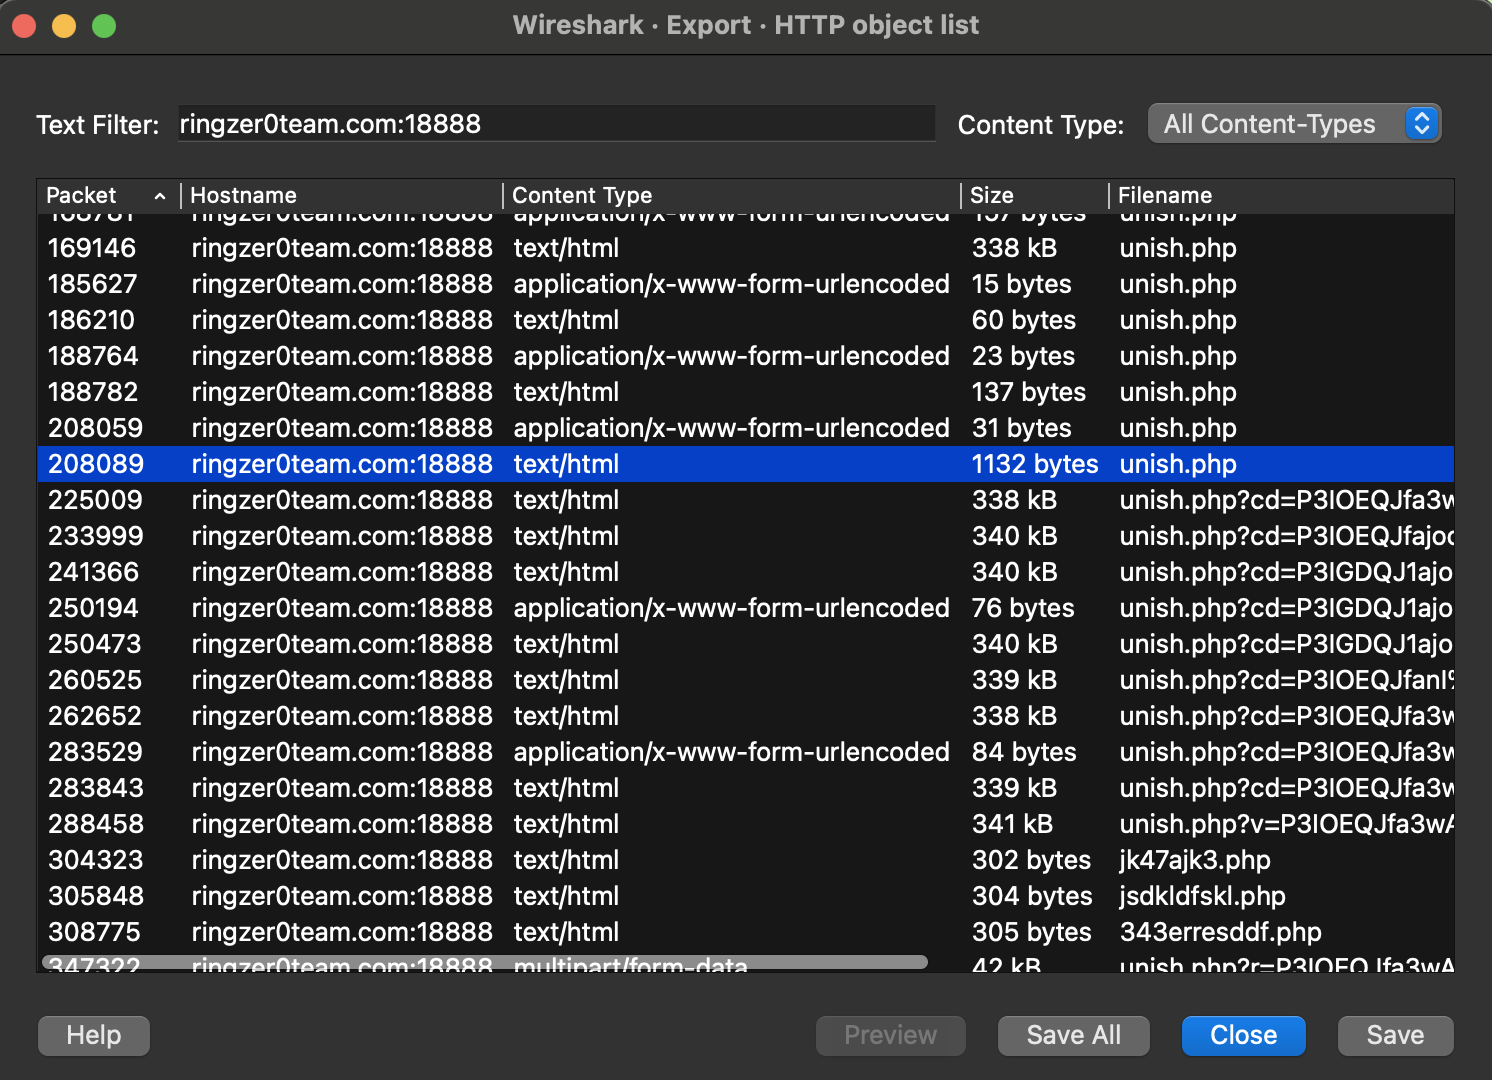 Wireshark · Export · HTTP object list
Text Filter: ringzer0team.com:18888 Content Type: All Content-Types
Packet Hostname Content Type Size Filename
168781 ringzer0team.com:18888 application/x-www-form-urlencoded 137 bytes unish.php
169146 ringzer0team.com:18888 text/html 338 kB unish.php
185627 ringzer0team.com:18888 application/x-www-form-urlencoded 15 bytes unish.php
186210 ringzer0team.com:18888 text/html 60 bytes unish.php
188764 ringzer0team.com:18888 application/x-www-form-urlencoded 23 bytes unish.php
188782 ringzer0team.com:18888 text/html 137 bytes unish.php
208059 ringzer0team.com:18888 application/x-www-form-urlencoded 31 bytes unish.php
208089 ringzer0team.com:18888 text/html 1132 bytes unish.php
225009 ringzer0team.com:18888 text/html 338 kB unish.php?cd=P3IOEQJfa3w
233999 ringzer0team.com:18888 text/html 340 kB unish.php?cd=P3IOEQJfajoc
241366 ringzer0team.com:18888 text/html 340 kB unish.php?cd=P3IGDQJ1ajo
250194 ringzer0team.com:18888 application/x-www-form-urlencoded 76 bytes unish.php?cd=P3IGDQJ1ajo
250473 ringzer0team.com:18888 text/html 340 kB unish.php?cd=P3IGDQJ1ajo
260525 ringzer0team.com:18888 text/html 339 kB unish.php?cd=P3IOEQJfanI%
262652 ringzer0team.com:18888 text/html 338 kB unish.php?cd=P3IOEQJfa3w
283529 ringzer0team.com:18888 application/x-www-form-urlencoded 84 bytes unish.php?cd=P3IOEQJfa3w
283843 ringzer0team.com:18888 text/html 339 kB unish.php?cd=P3IOEQJfa3w
288458 ringzer0team.com:18888 text/html 341 kB unish.php?v=P3IOEQJfa3wA
304323 ringzer0team.com:18888 text/html 302 bytes jk47ajk3.php
305848 ringzer0team.com:18888 text/html 304 bytes jsdkldfskl.php
308775 ringzer0team.com:18888 text/html 305 bytes 343erresddf.php
347322 ringzer0team.com:18888 multipart/form-data 42 kB unish.php?r=P3IOEQJfa3wA
Help Preview Save All Close Save